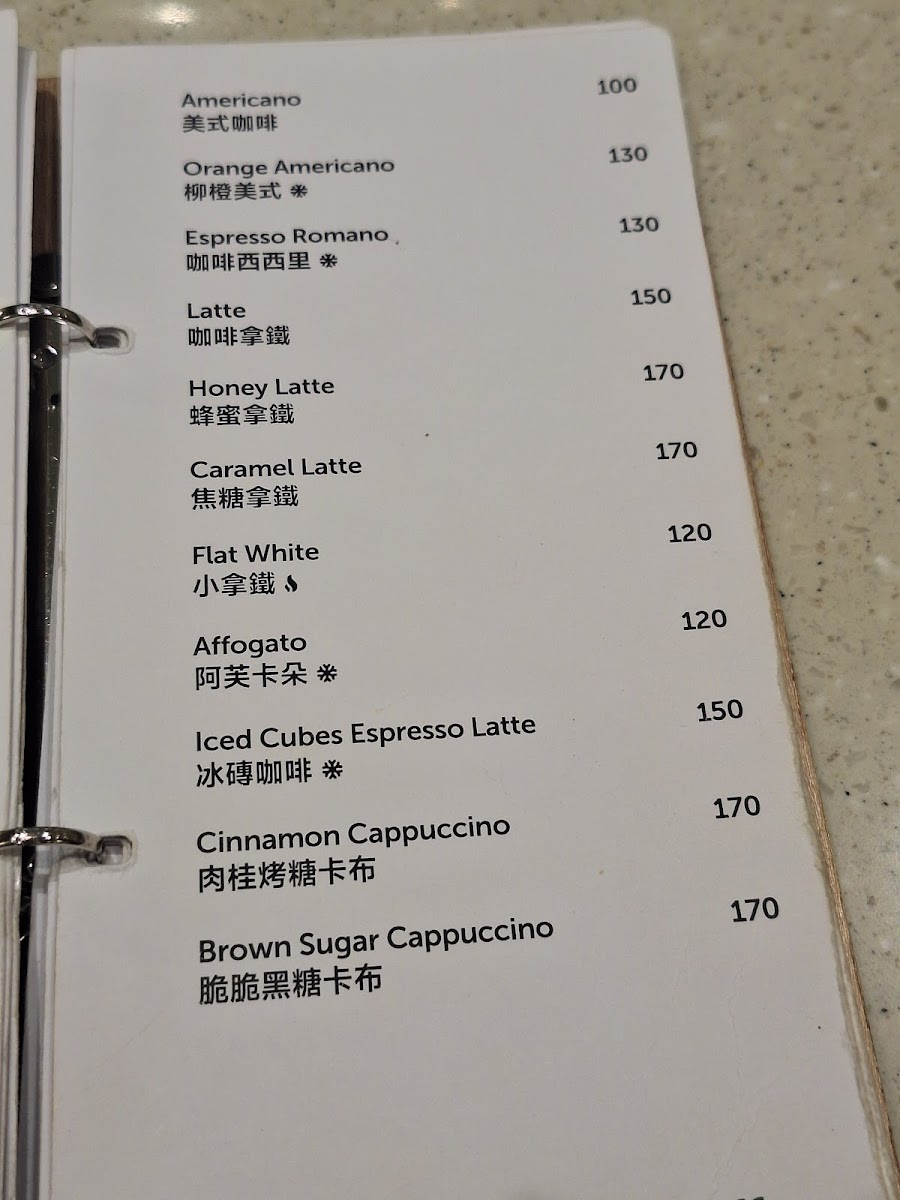 Americano 100
美式咖啡
Orange Americano 130
柳橙美式
Espresso Romano 130
咖啡西西里
Latte 150
咖啡拿鐵
Honey Latte 170
蜂蜜拿鐵
Caramel Latte 170
焦糖拿鐵
Flat White 120
小拿鐵
Affogato 120
阿芙卡朵
Iced Cubes Espresso Latte 150
冰磚咖啡
Cinnamon Cappuccino 170
肉桂烤糖卡布
Brown Sugar Cappuccino 170
脆脆黑糖卡布